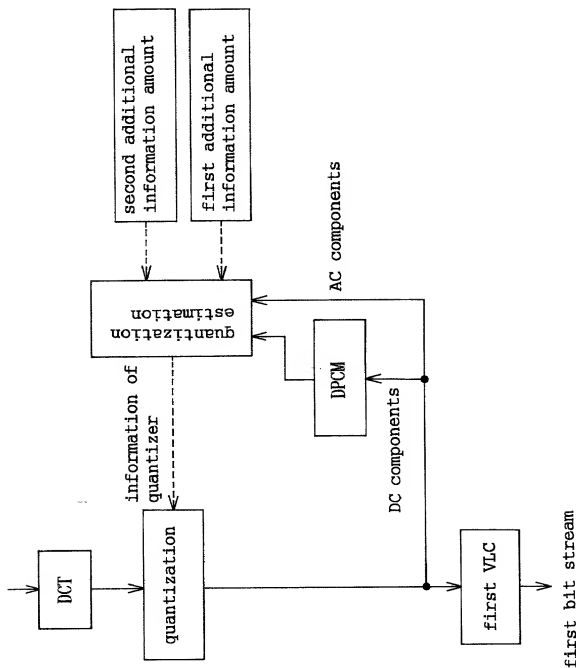 second additional
information amount
first additional
information amount
quantization
estimation
AC components
DPCM
DC components
information of
quantizer
DCT
quantization
first VLC
first bit stream